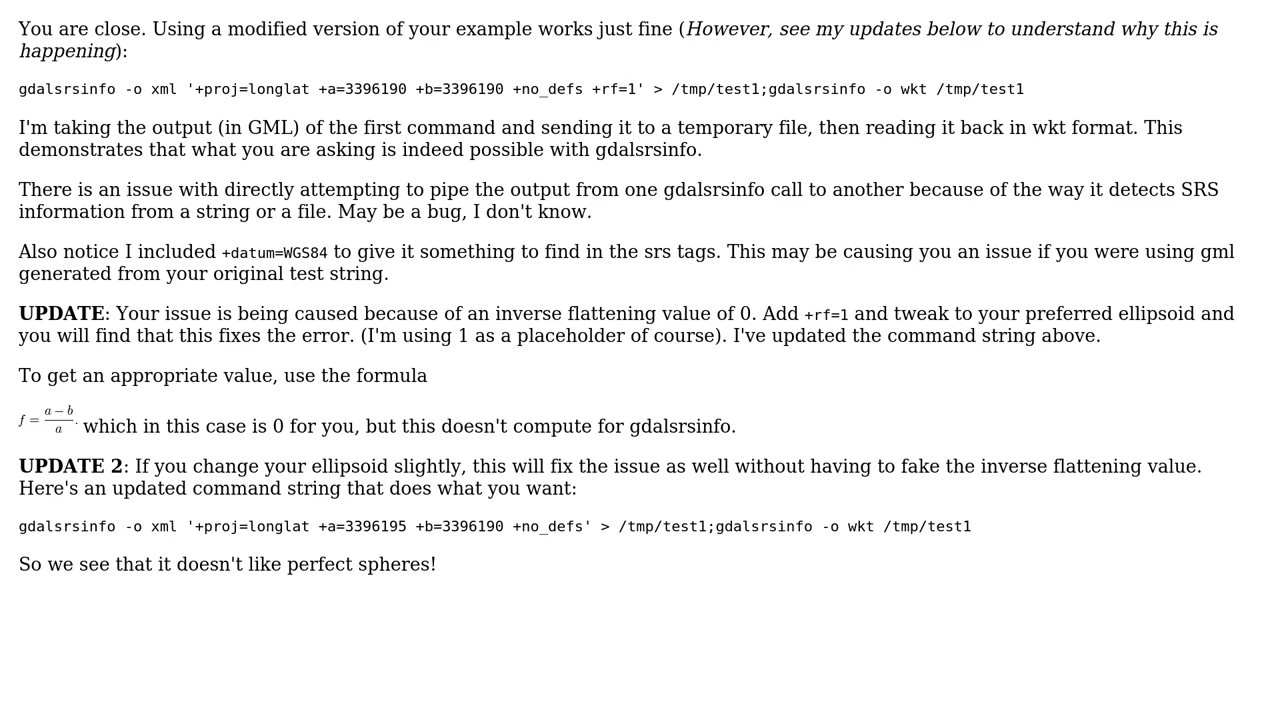 You are close. Using a modified version of your example works just fine (However, see my updates below to understand why this is
happening):
gdalsrsinfo -o xml '+proj=longlat +a=3396190 +b=3396190 +no_defs +rf=1' > /tmp/test1;gdalsrsinfo -o wkt /tmp/test1
I'm taking the output (in GML) of the first command and sending it to a temporary file, then reading it back in wkt format. This
demonstrates that what you are asking is indeed possible with gdalsrsinfo.
There is an issue with directly attempting to pipe the output from one gdalsrsinfo call to another because of the way it detects SRS
information from a string or a file. May be a bug, I don't know.
Also notice I included +datum=WGS84 to give it something to find in the srs tags. This may be causing you an issue if you were using gml
generated from your original test string.
UPDATE: Your issue is being caused because of an inverse flattening value of 0. Add +rf=1 and tweak to your preferred ellipsoid and
you will find that this fixes the error. (I'm using 1 as a placeholder of course). I've updated the command string above.
To get an appropriate value, use the formula
f = \frac{a-b}{a}. which in this case is 0 for you, but this doesn't compute for gdalsrsinfo.
UPDATE 2: If you change your ellipsoid slightly, this will fix the issue as well without having to fake the inverse flattening value.
Here's an updated command string that does what you want:
gdalsrsinfo -o xml '+proj=longlat +a=3396195 +b=3396190 +no_defs' > /tmp/test1;gdalsrsinfo -o wkt /tmp/test1
So we see that it doesn't like perfect spheres!